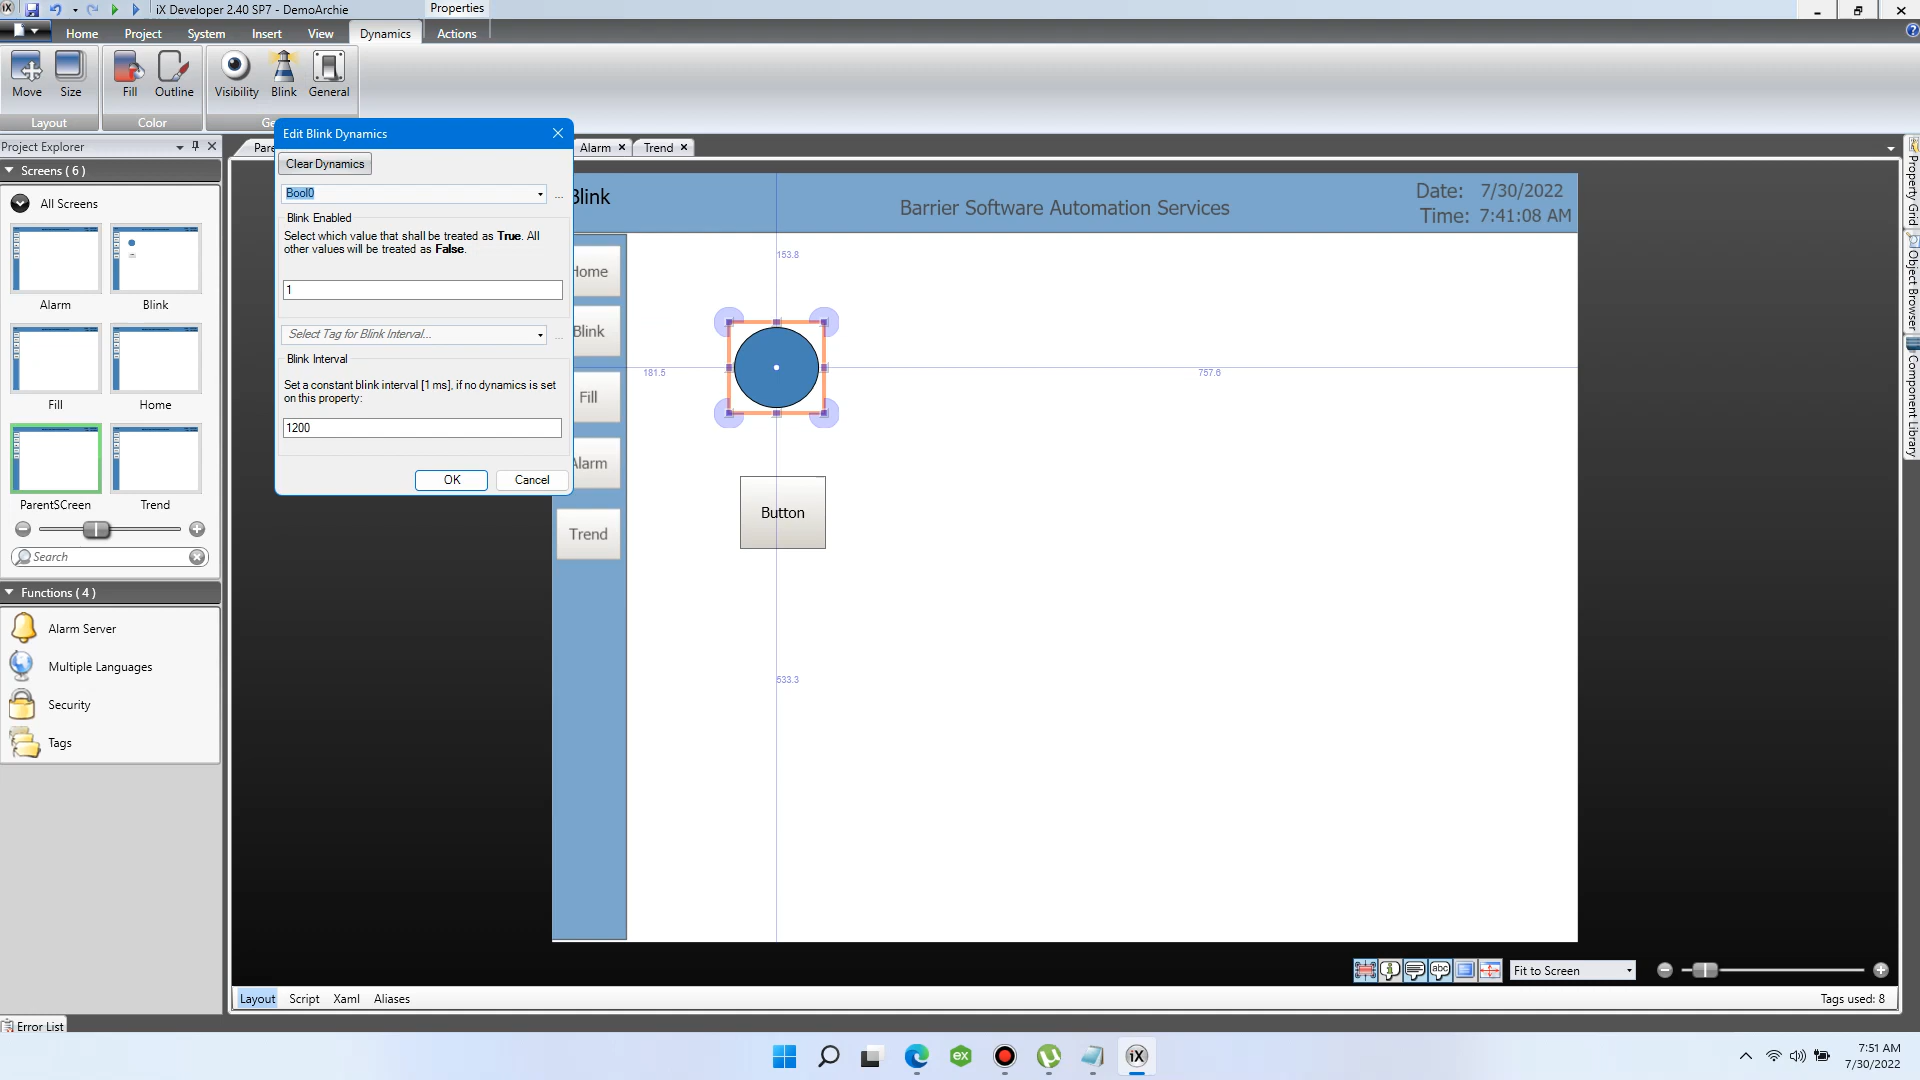 iX Developer 2.40 SP7 - DemoArchie
Properties
Home
Project
System
Insert
View
Dynamics
Actions
Move
Size
Fill
Outline
Visibility
Blink
General
Layout
Color
Ge
Project Explorer
Screens ( 6 )
All Screens
Alarm
Blink
Fill
Home
ParentSCreen
Trend
Search
Functions ( 4 )
Alarm Server
Multiple Languages
Security
Tags
Error List
Edit Blink Dynamics
Clear Dynamics
Bool0
...
Blink Enabled
Select which value that shall be treated as True. All
other values will be treated as False.
1
Select Tag for Blink Interval...
...
Blink Interval
Set a constant blink interval [1 ms], if no dynamics is set
on this property:
1200
OK
Cancel
Pare
Alarm
Trend
Blink
Barrier Software Automation Services
Date: 7/30/2022
Time: 7:41:08 AM
Home
Blink
Fill
Alarm
Trend
153.8
181.5
757.6
533.3
Button
Property Grid
Object Browser
Component Library
abc
Fit to Screen
Layout
Script
Xaml
Aliases
Tags used: 8
ex
iX
7:51 AM
7/30/2022